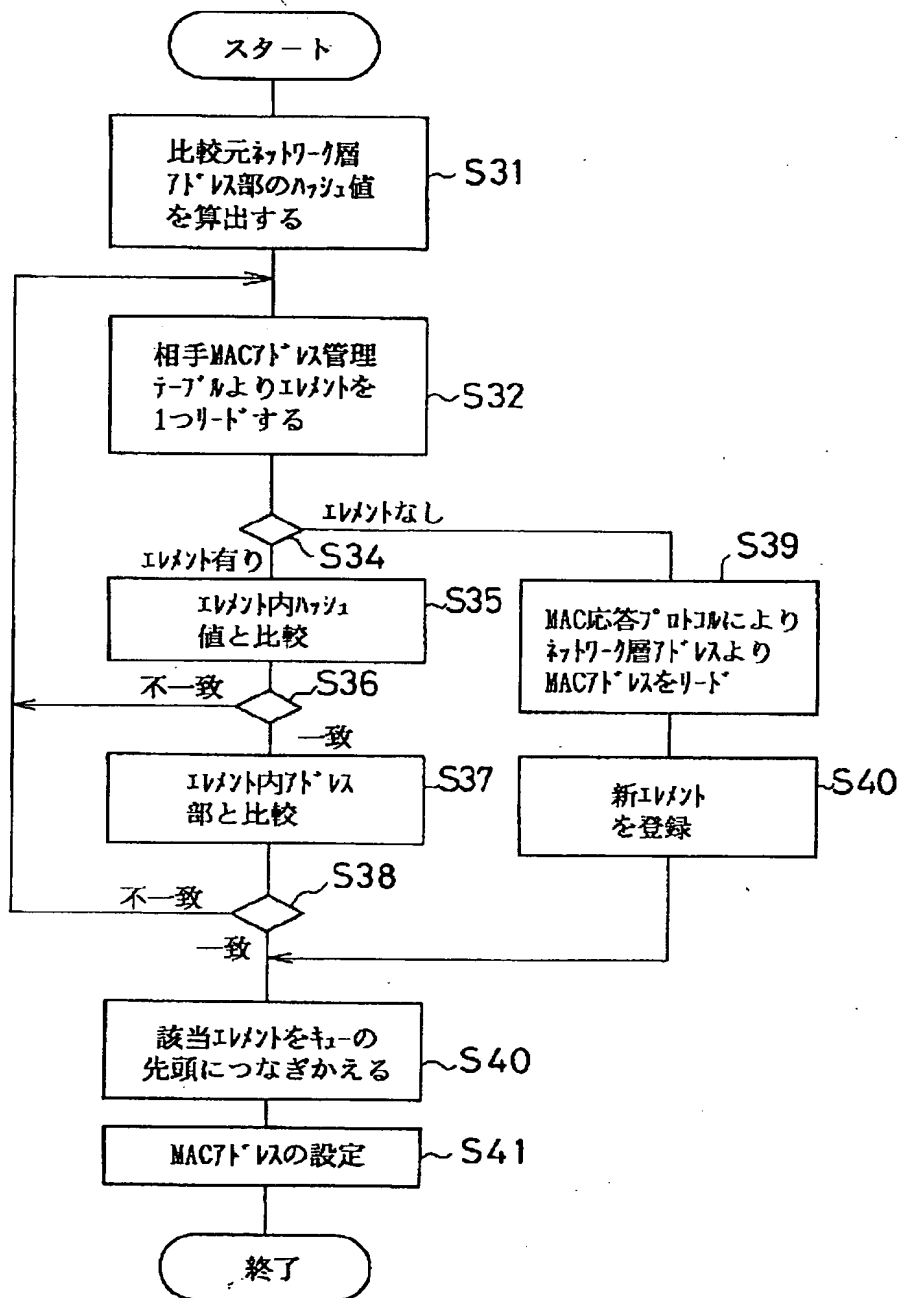 スタート
比較元ネットワーク層
アドレス部のハッシュ値
を算出する
S31
相手MACアドレス管理
テーブルよりエレメントを
1つリードする
S32
エレメントなし
S34
エレメント有り
S39
エレメント内ハッシュ
値と比較
S35
MAC応答プロトコルにより
ネットワーク層アドレスより
MACアドレスをリード
不一致
S36
一致
エレメント内アドレス
部と比較
S37
新エレメント
を登録
S40
不一致
S38
一致
該当エレメントをキューの
先頭につなぎかえる
S40
MACアドレスの設定
S41
終了